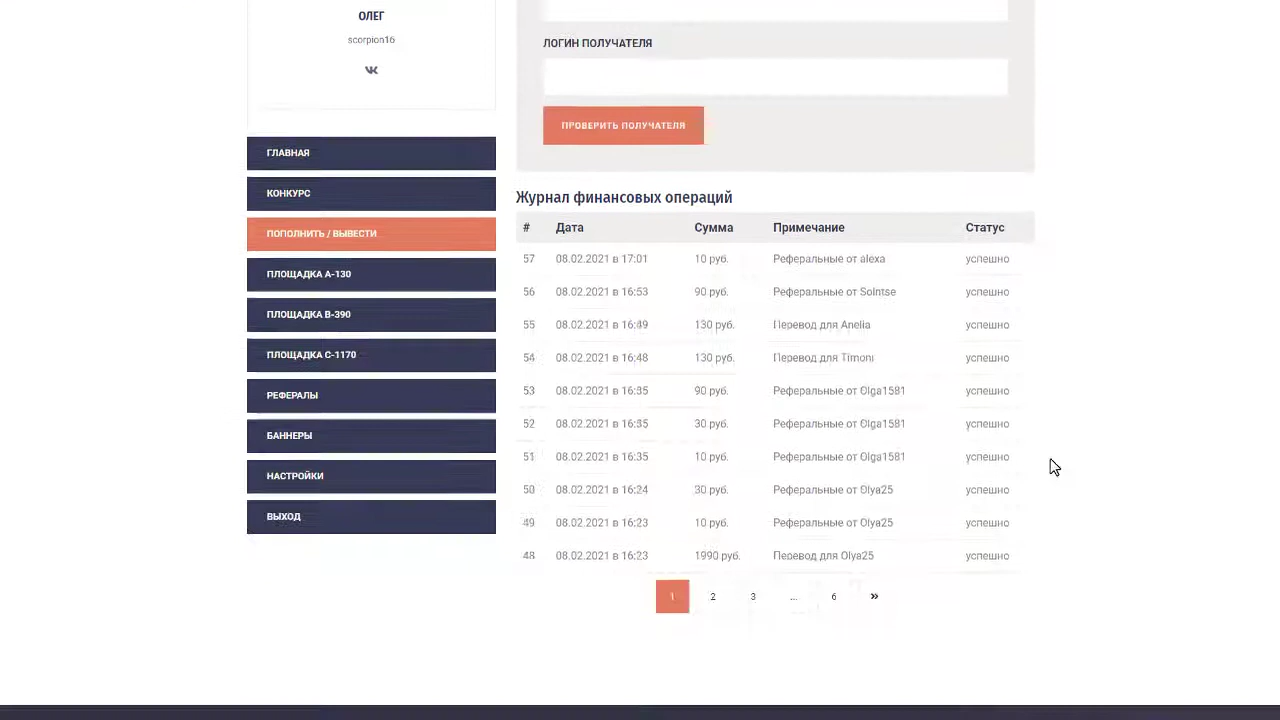 ОЛЕГ
scorpion16
ЛОГИН ПОЛУЧАТЕЛЯ
ПРОВЕРИТЬ ПОЛУЧАТЕЛЯ
ГЛАВНАЯ
КОНКУРС
ПОПОЛНИТЬ / ВЫВЕСТИ
ПЛОЩАДКА A-130
ПЛОЩАДКА B-390
ПЛОЩАДКА C-1170
РЕФЕРАЛЫ
БАННЕРЫ
НАСТРОЙКИ
ВЫХОД
Журнал финансовых операций
# Дата Сумма Примечание Статус
57 08.02.2021 в 17:01 10 руб. Реферальные от alexa успешно
56 08.02.2021 в 16:53 90 руб. Реферальные от Solntse успешно
55 08.02.2021 в 16:49 130 руб. Перевод для Anelia успешно
54 08.02.2021 в 16:48 130 руб. Перевод для Timoni успешно
53 08.02.2021 в 16:35 90 руб. Реферальные от Olga1581 успешно
52 08.02.2021 в 16:35 30 руб. Реферальные от Olga1581 успешно
51 08.02.2021 в 16:35 10 руб. Реферальные от Olga1581 успешно
50 08.02.2021 в 16:24 30 руб. Реферальные от Olya25 успешно
49 08.02.2021 в 16:23 10 руб. Реферальные от Olya25 успешно
48 08.02.2021 в 16:23 1990 руб. Перевод для Olya25 успешно
1 2 3 ... 6 »